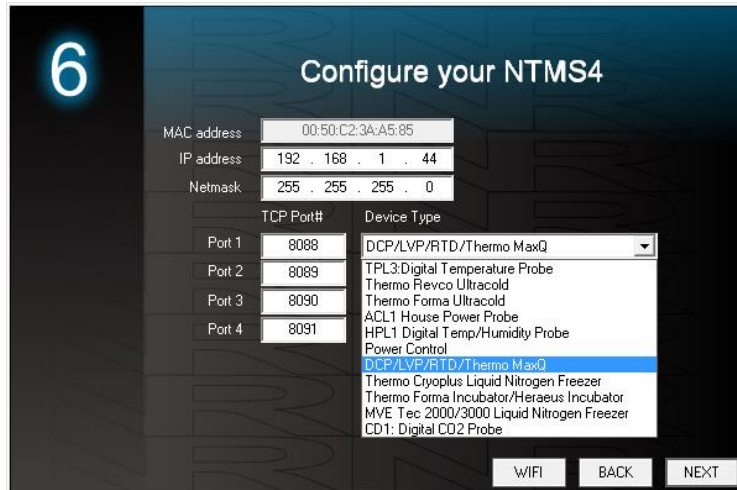 6
Configure your NTMS4
MAC address 00:50:C2:3A:A5:85
IP address 192 . 168 . 1 . 44
Netmask 255 . 255 . 255 . 0
TCP Port# Device Type
Port 1 8088 DCP/LVP/RTD/Thermo MaxQ
Port 2 8089 TPL3:Digital Temperature Probe
Thermo Revco Ultracold
Port 3 8090 Thermo Forma Ultracold
ACL1 House Power Probe
Port 4 8091 HPL1 Digital Temp/Humidity Probe
Power Control
DCP/LVP/RTD/Thermo MaxQ
Thermo Cryoplus Liquid Nitrogen Freezer
Thermo Forma Incubator/Heraeus Incubator
MVE Tec 2000/3000 Liquid Nitrogen Freezer
CD1: Digital CO2 Probe
WIFI BACK NEXT